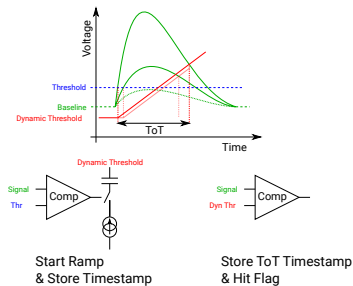 Voltage
Threshold
Baseline
Dynamic Threshold
ToT
Time
Dynamic Threshold
Signal
Thr
Comp
Signal
Dyn Thr
Comp
Start Ramp
& Store Timestamp
Store ToT Timestamp
& Hit Flag